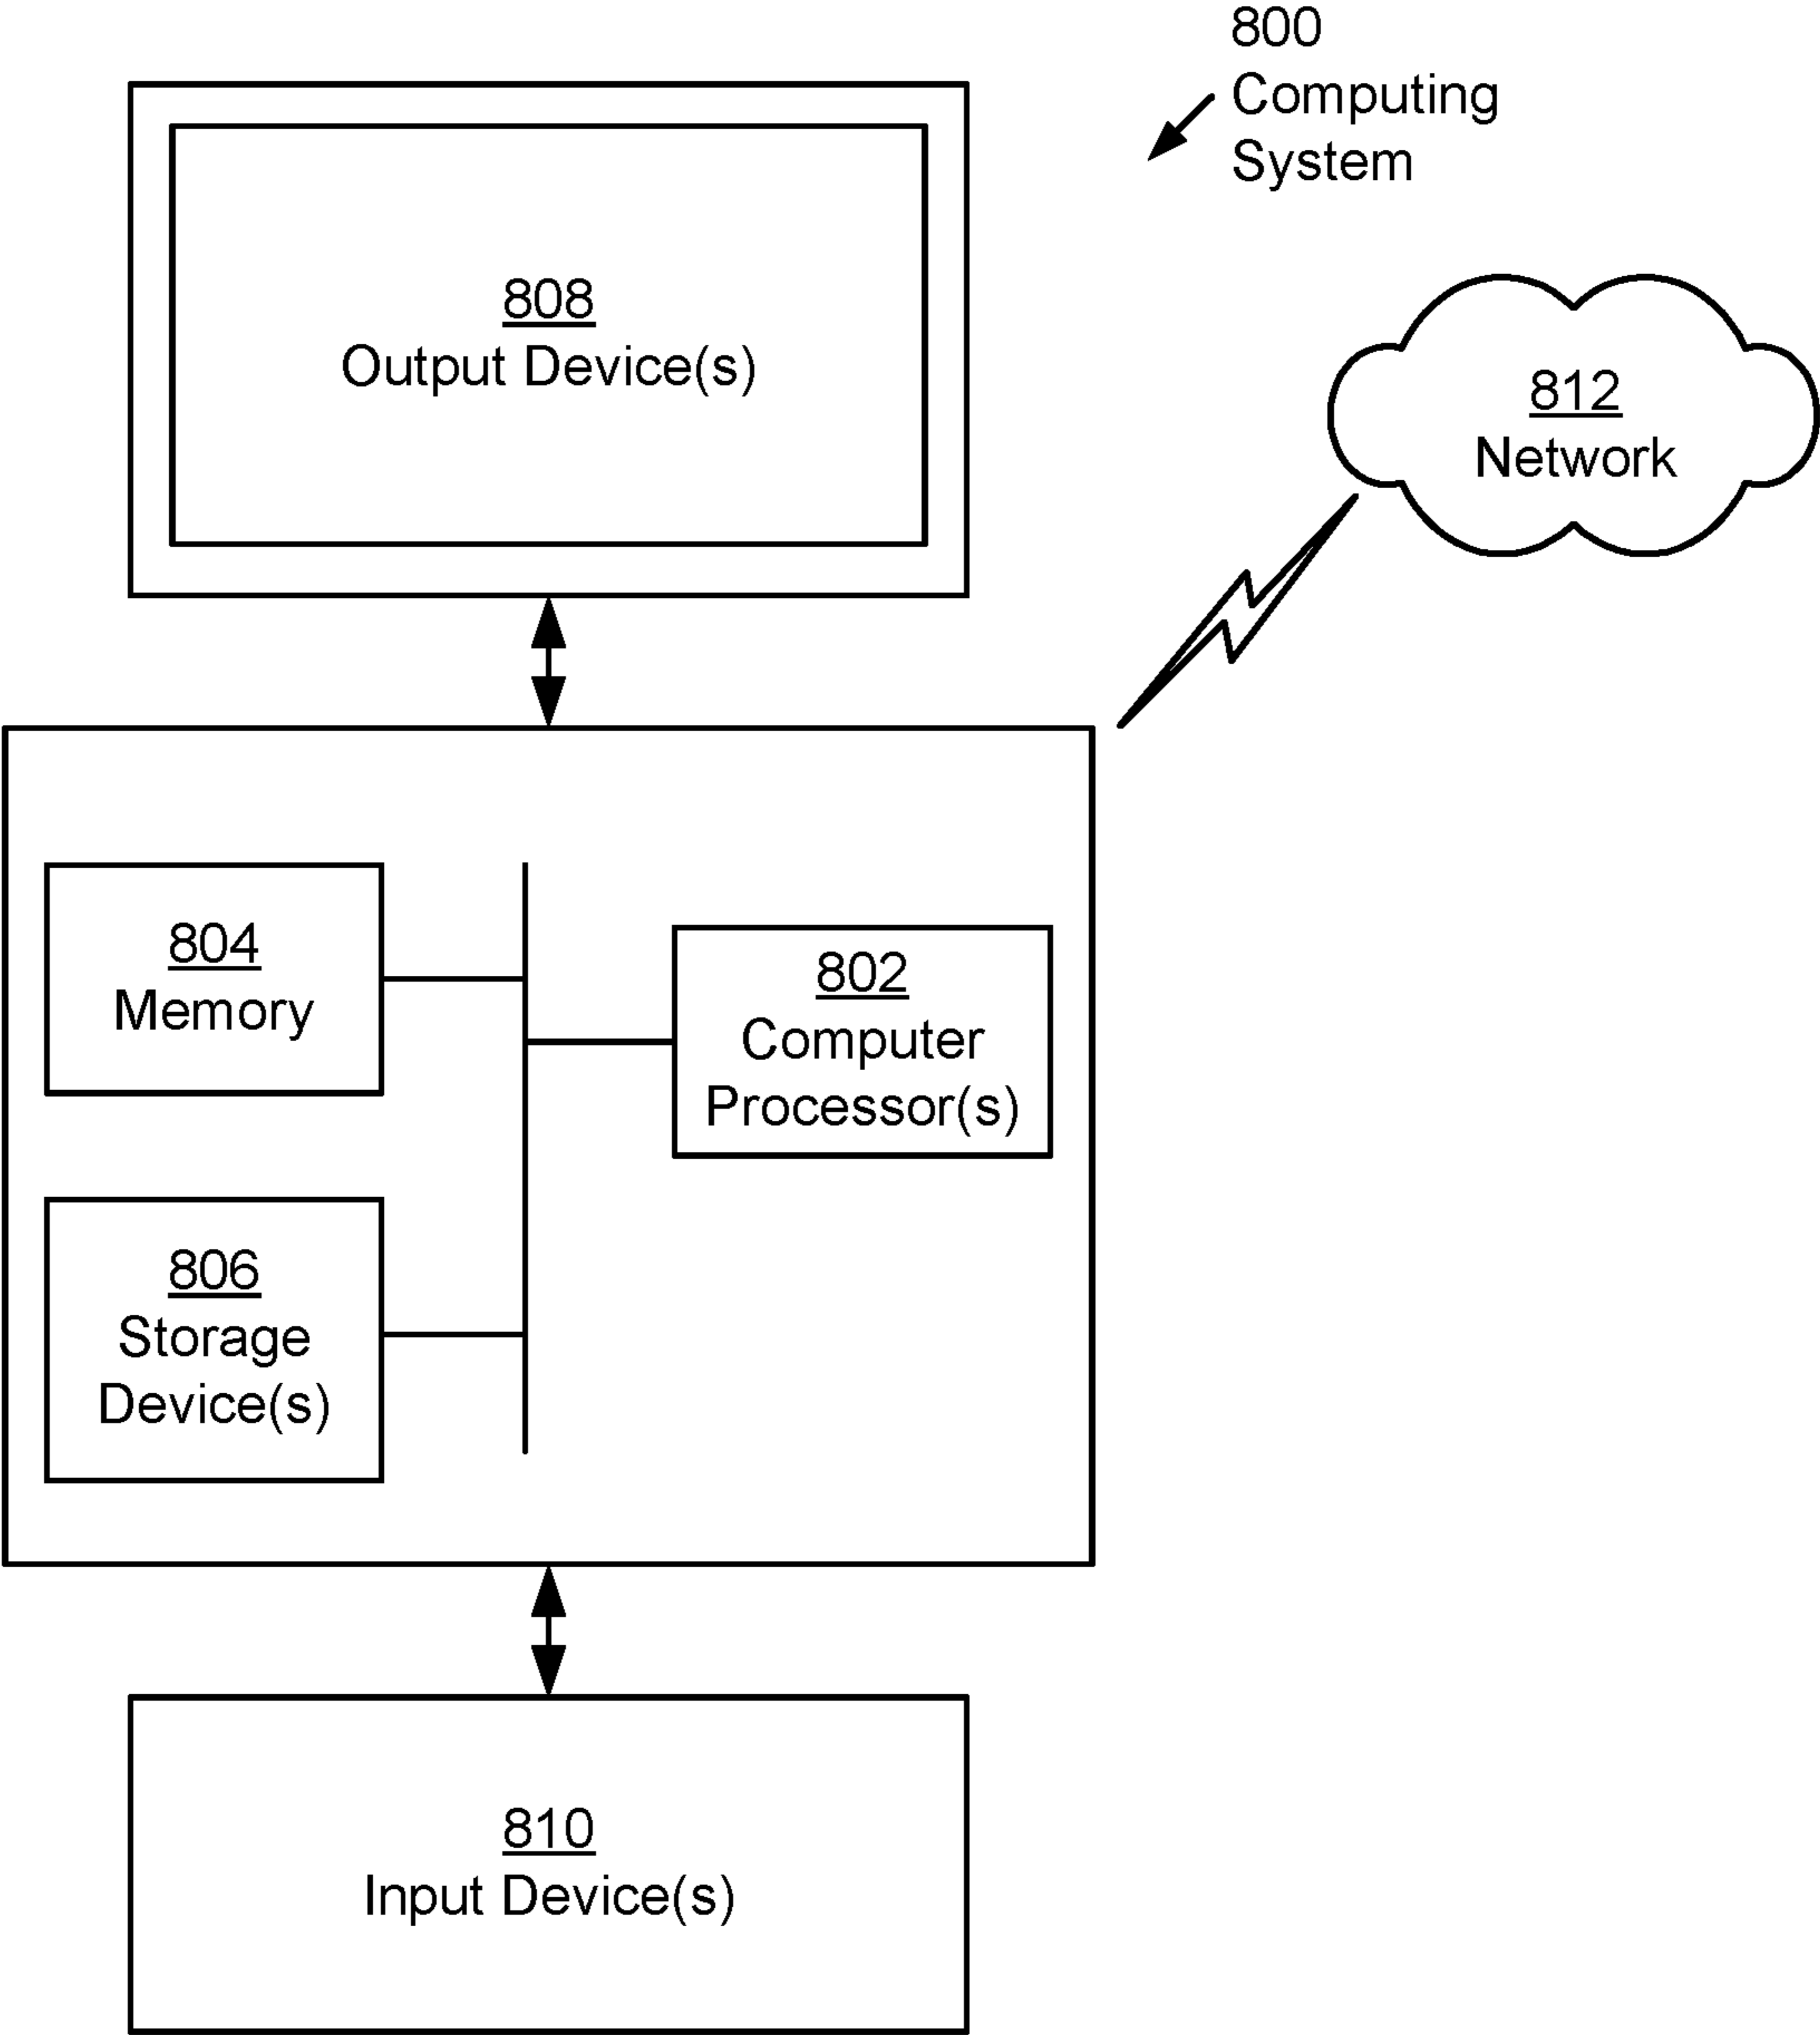 800
Computing
System
808
Output Device(s)
812
Network
804
Memory
802
Computer
Processor(s)
806
Storage
Device(s)
810
Input Device(s)